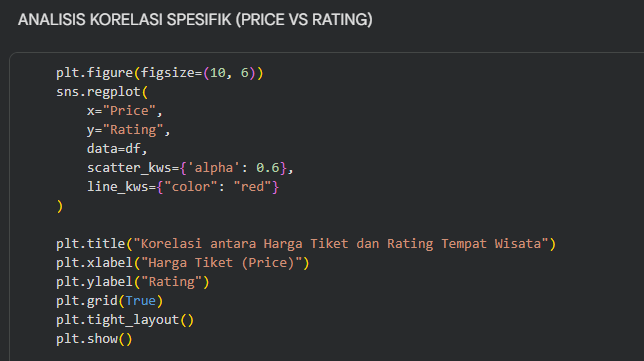 ANALISIS KORELASI SPESIFIK (PRICE VS RATING)
plt.figure(figsize=(10, 6))
sns.regplot(
    x="Price",
    y="Rating",
    data=df,
    scatter_kws={'alpha': 0.6},
    line_kws={"color": "red"}
)
plt.title("Korelasi antara Harga Tiket dan Rating Tempat Wisata")
plt.xlabel("Harga Tiket (Price)")
plt.ylabel("Rating")
plt.grid(True)
plt.tight_layout()
plt.show()